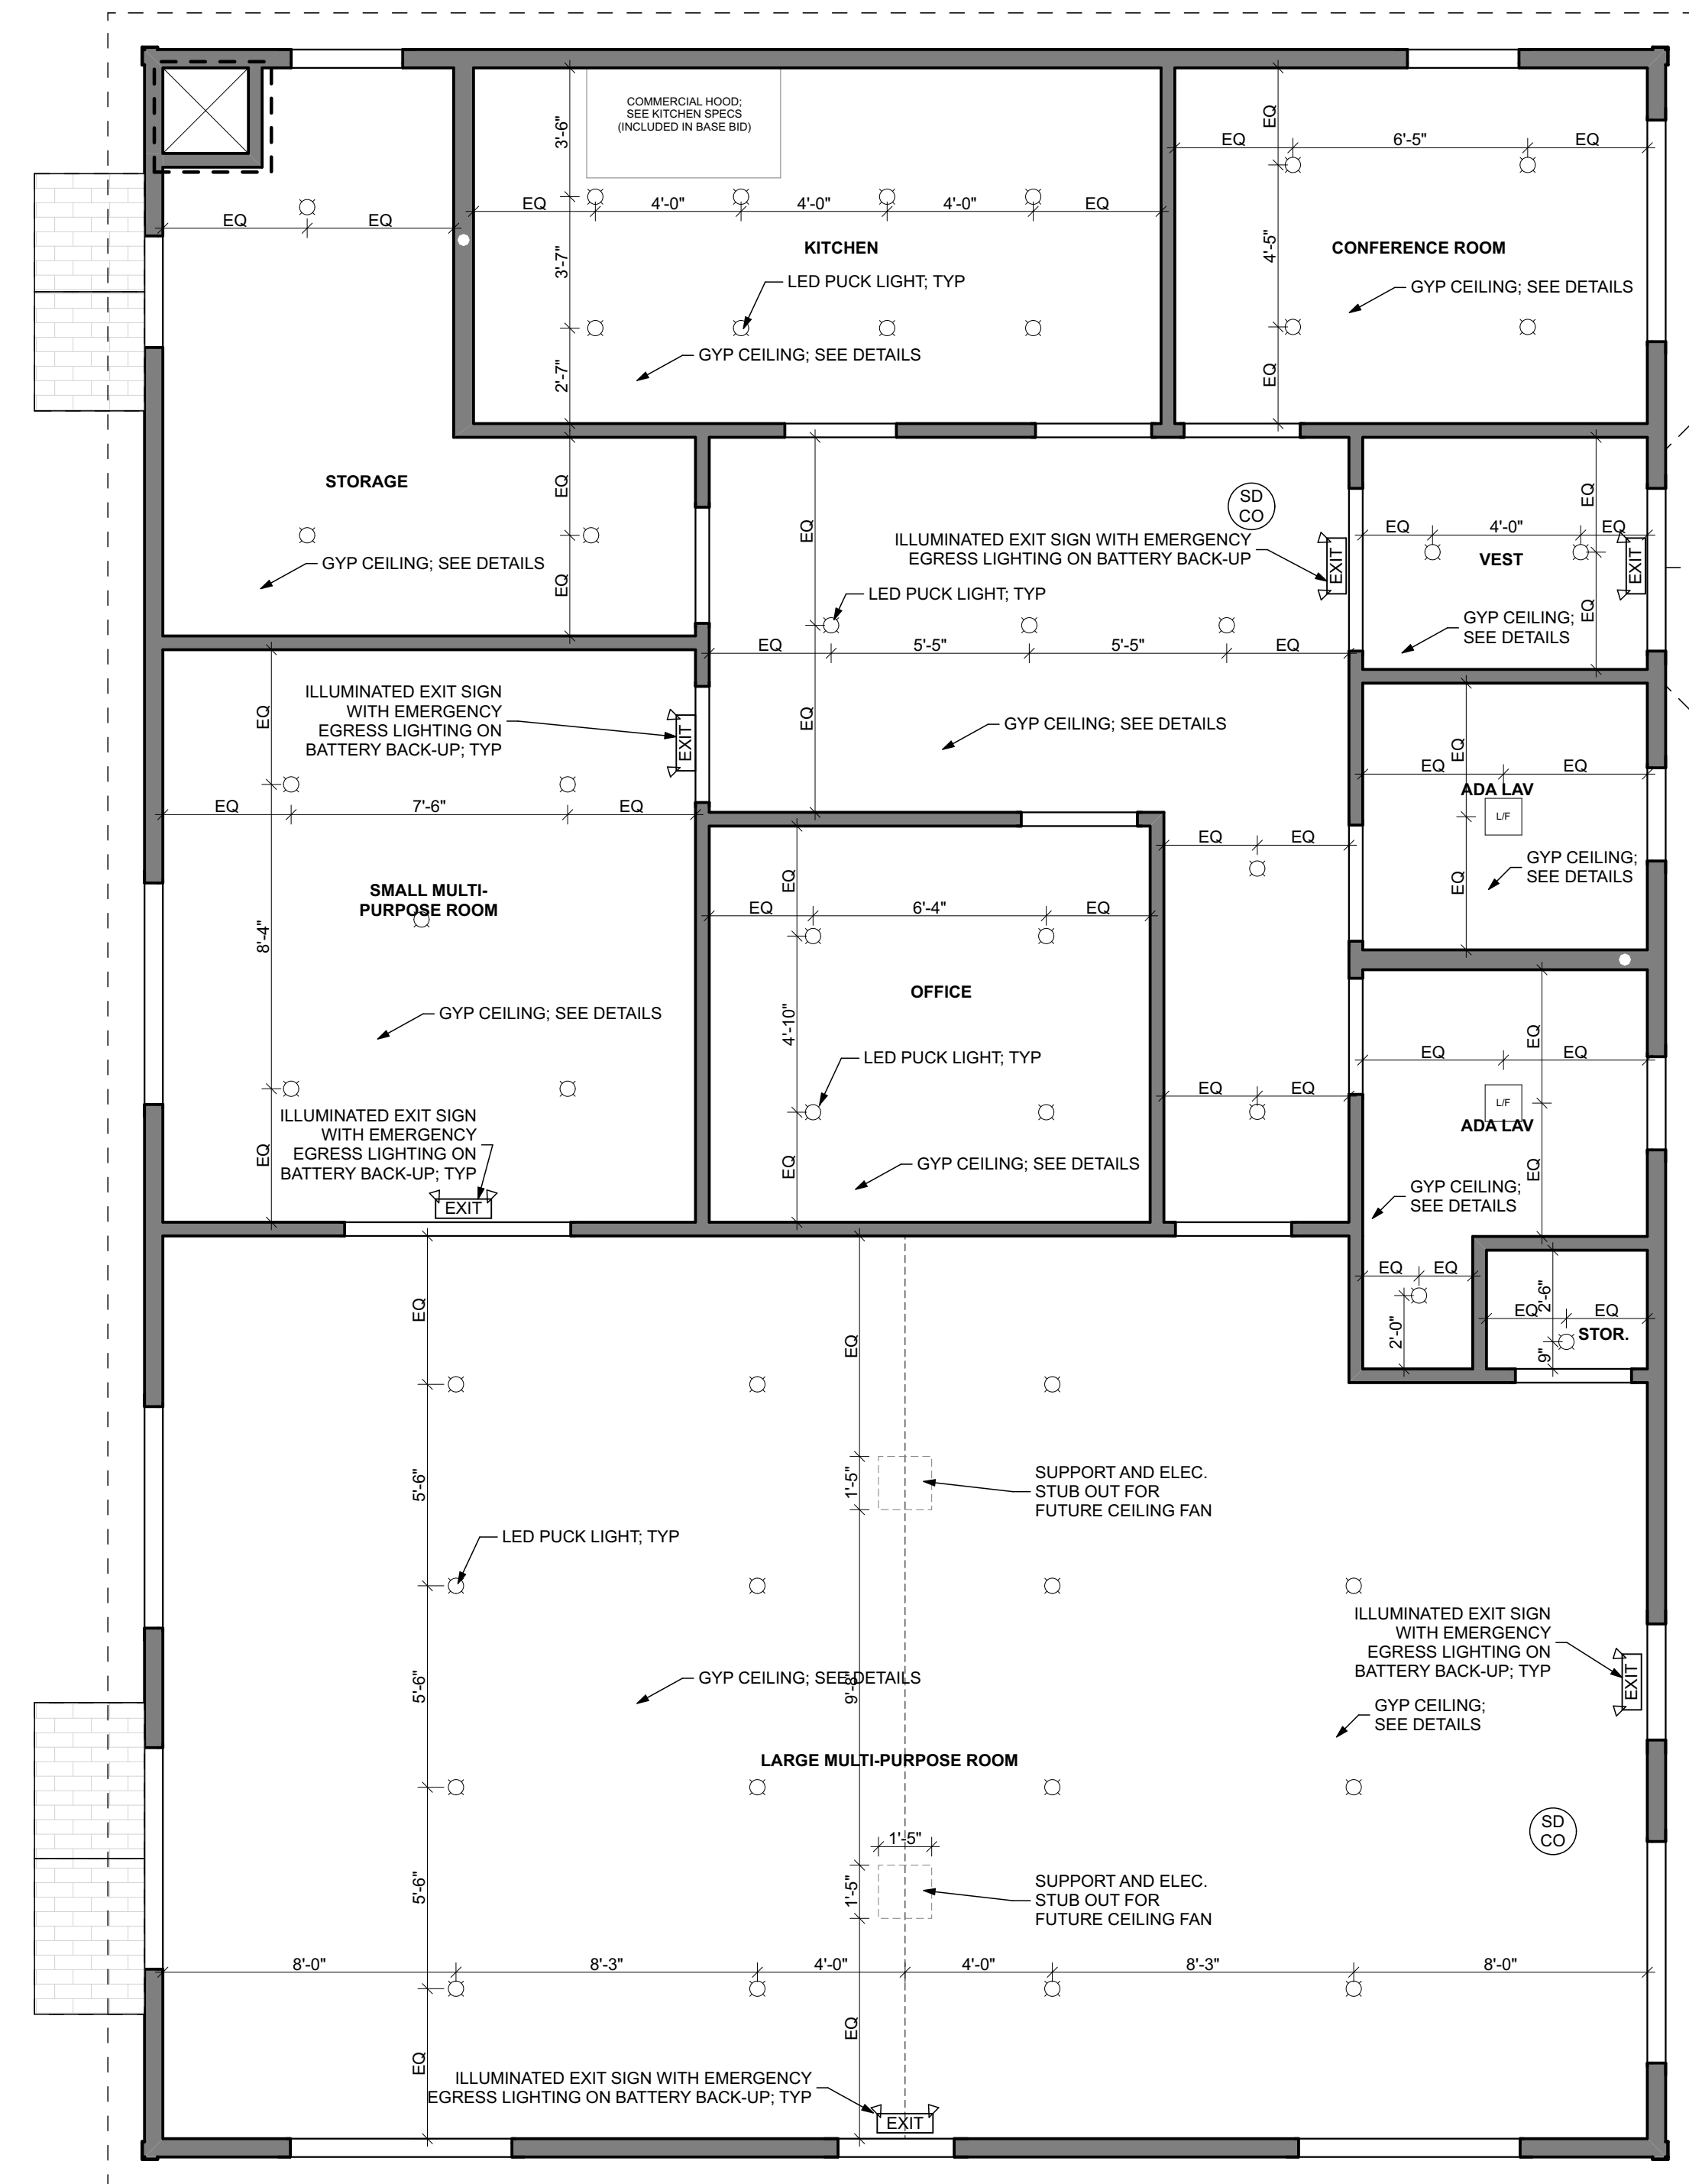 COMMERCIAL HOOD;
SEE KITCHEN SPECS
(INCLUDED IN BASE BID)
3'-6"
EQ
EQ
6'-5"
EQ
EQ
4'-0"
4'-0"
4'-0"
EQ
EQ
EQ
KITCHEN
CONFERENCE ROOM
3'-7"
4'-5"
LED PUCK LIGHT; TYP
GYP CEILING; SEE DETAILS
GYP CEILING; SEE DETAILS
2'-7"
EQ
STORAGE
EQ
EQ
GYP CEILING; SEE DETAILS
SD
CO
EQ
ILLUMINATED EXIT SIGN WITH EMERGENCY
EGRESS LIGHTING ON BATTERY BACK-UP
EXIT
LED PUCK LIGHT; TYP
EQ
5'-5"
5'-5"
EQ
EQ
EQ
EQ
4'-0"
EQ
VEST
EXIT
EQ
GYP CEILING;
SEE DETAILS
ILLUMINATED EXIT SIGN
WITH EMERGENCY
EGRESS LIGHTING ON
BATTERY BACK-UP; TYP
EXIT
EQ
GYP CEILING; SEE DETAILS
EQ
7'-6"
EQ
EQ
EQ
EQ
ADA LAV
L/F
GYP CEILING;
SEE DETAILS
EQ
SMALL MULTI-
PURPOSE ROOM
8'-4"
GYP CEILING; SEE DETAILS
EQ
EQ
6'-4"
EQ
EQ
EQ
OFFICE
4'-10"
LED PUCK LIGHT; TYP
EQ
GYP CEILING; SEE DETAILS
EQ
EQ
EQ
EQ
EQ
L/F
ADA LAV
EQ
GYP CEILING;
SEE DETAILS
ILLUMINATED EXIT SIGN
WITH EMERGENCY
EGRESS LIGHTING ON
BATTERY BACK-UP; TYP
EQ
EXIT
EQ
EQ
2'-0"
2'-6"
EQ
EQ
STOR.
9"
EQ
EQ
5'-6"
1'-5"
SUPPORT AND ELEC.
STUB OUT FOR
FUTURE CEILING FAN
LED PUCK LIGHT; TYP
ILLUMINATED EXIT SIGN
WITH EMERGENCY
EGRESS LIGHTING ON
BATTERY BACK-UP; TYP
EXIT
5'-6"
GYP CEILING; SEE DETAILS
9'-8"
GYP CEILING;
SEE DETAILS
LARGE MULTI-PURPOSE ROOM
SD
CO
1'-5"
5'-6"
1'-5"
SUPPORT AND ELEC.
STUB OUT FOR
FUTURE CEILING FAN
8'-0"
8'-3"
4'-0"
4'-0"
8'-3"
8'-0"
EQ
EQ
ILLUMINATED EXIT SIGN WITH EMERGENCY
EGRESS LIGHTING ON BATTERY BACK-UP; TYP
EXIT